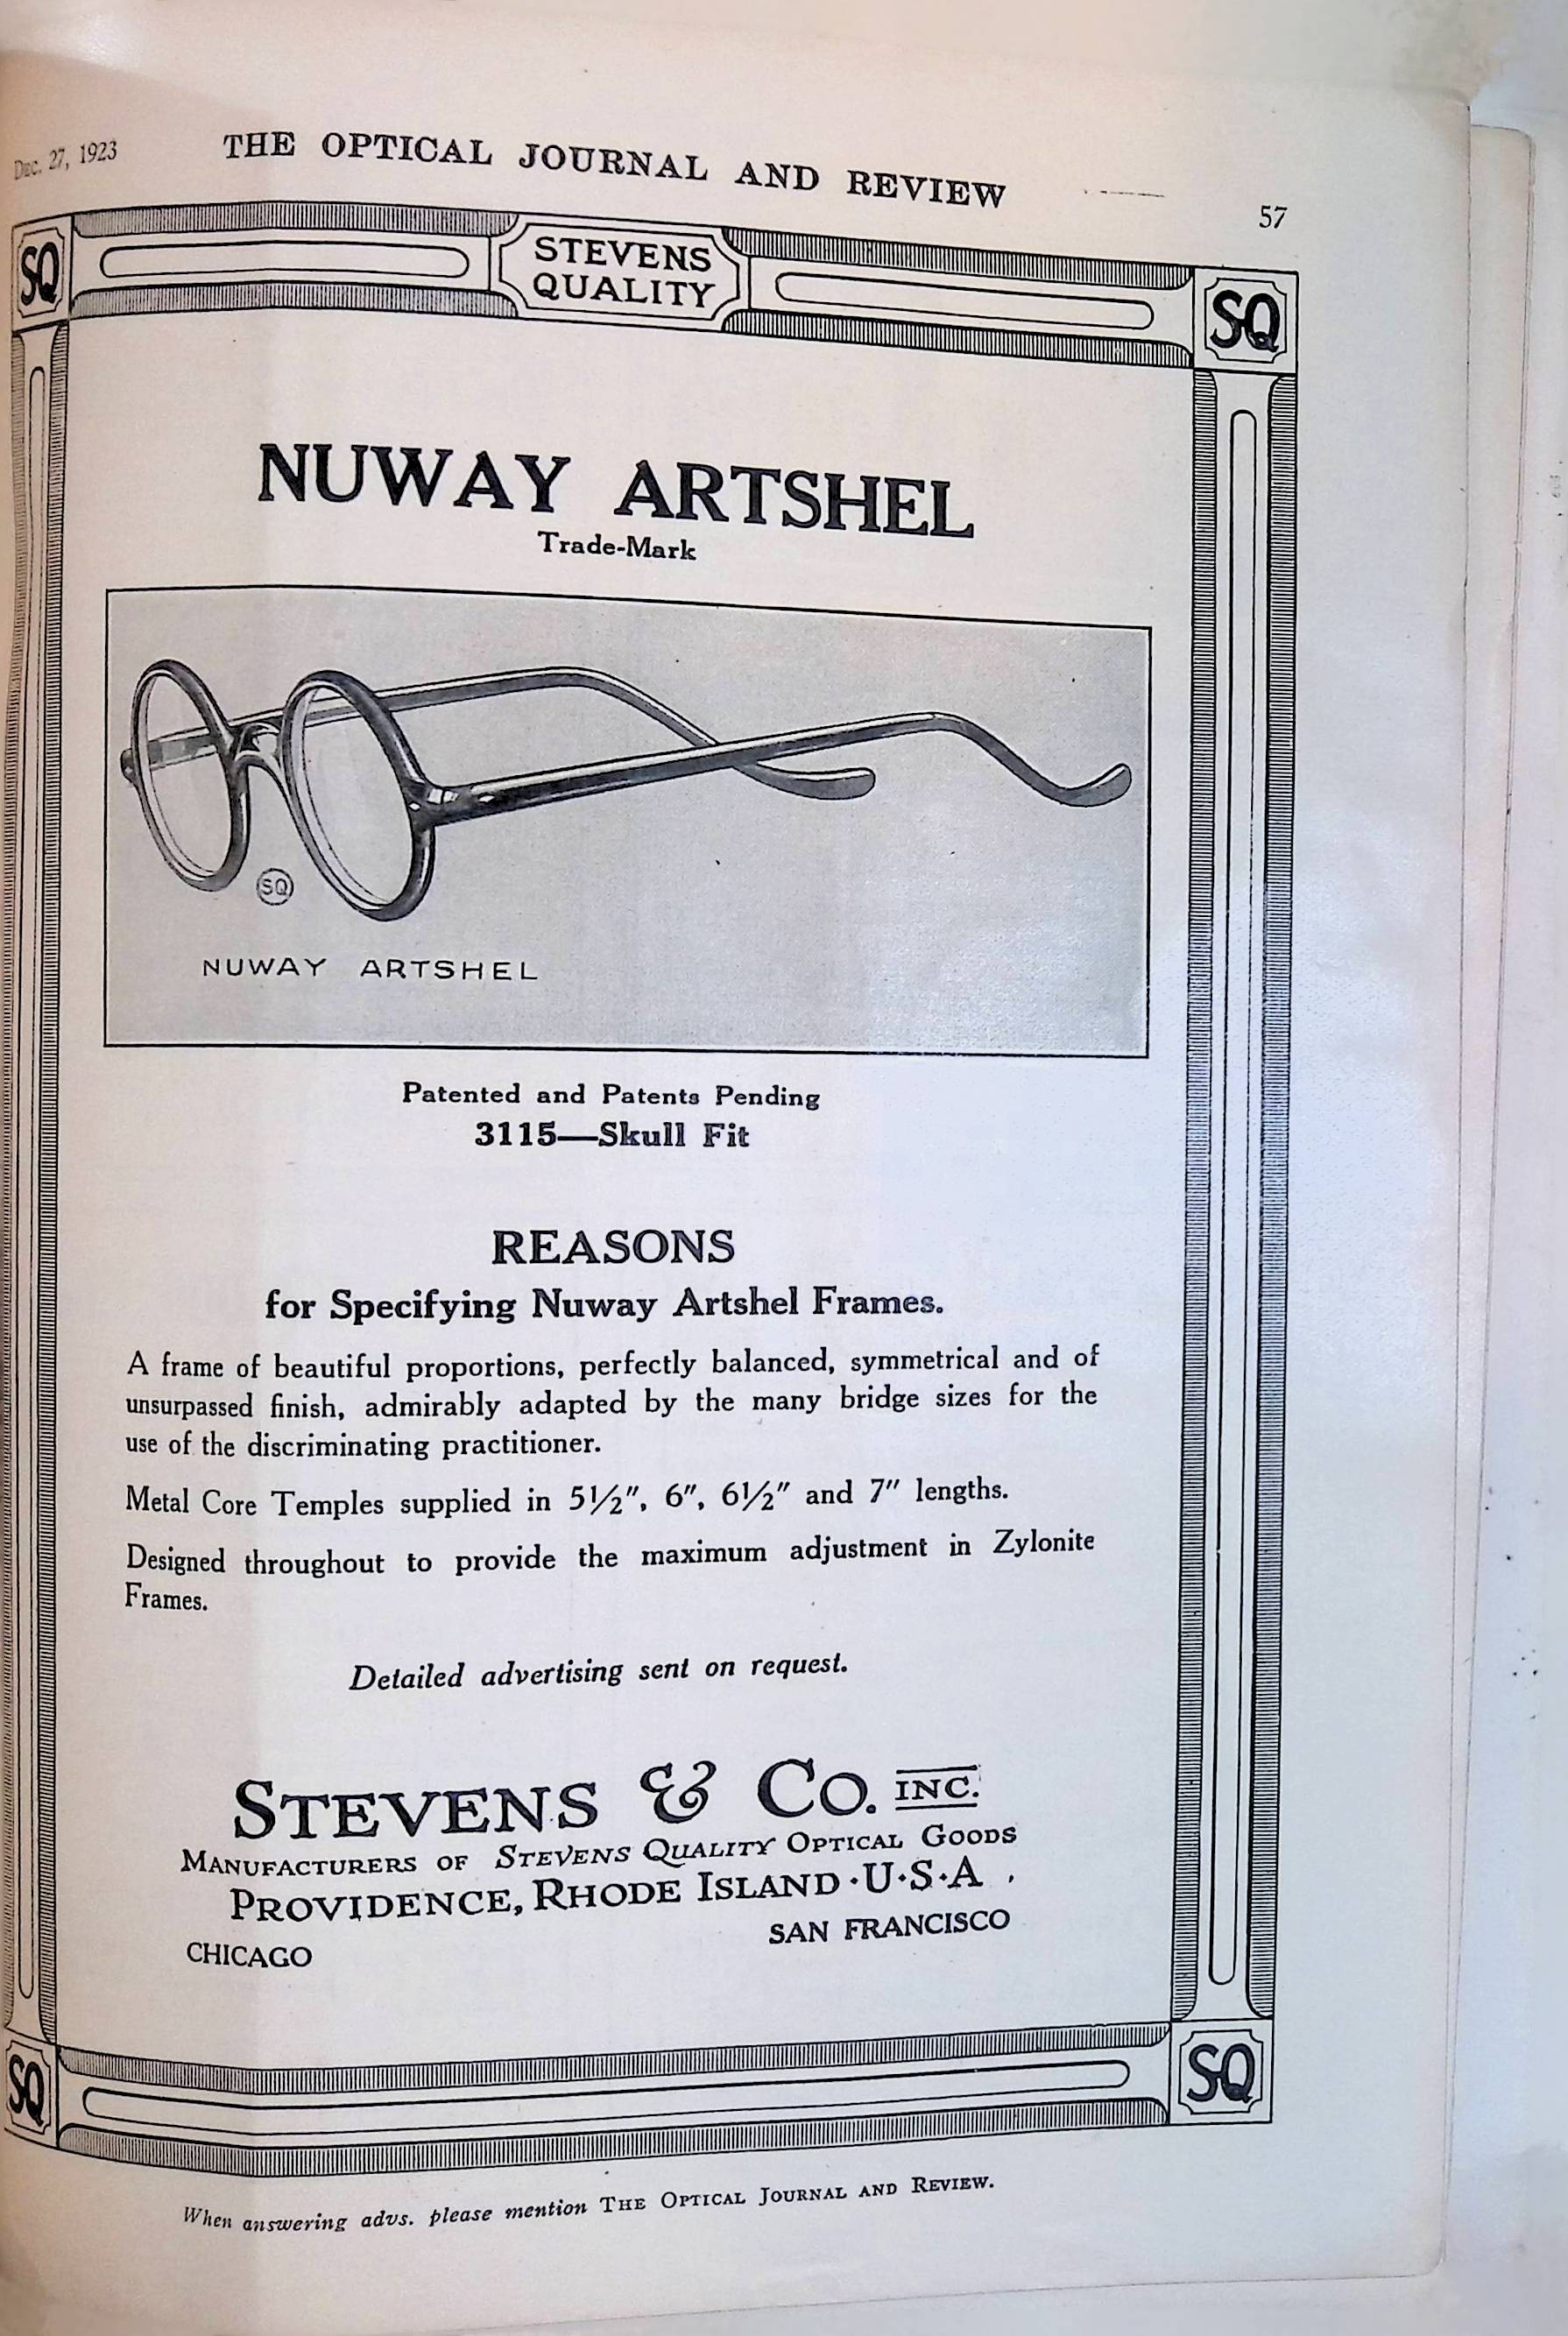 Dec. 27, 1923
THE OPTICAL JOURNAL AND REVIEW
57
SQ
STEVENS
QUALITY
SQ
NUWAY ARTSHEL
Trade-Mark
SQ
NUWAY ARTSHEL
Patented and Patents Pending
3115—Skull Fit
REASONS
for Specifying Nuway Artshel Frames.
A frame of beautiful proportions, perfectly balanced, symmetrical and of
unsurpassed finish, admirably adapted by the many bridge sizes for the
use of the discriminating practitioner.
Metal Core Temples supplied in 5½″, 6″, 6½″ and 7″ lengths.
Designed throughout to provide the maximum adjustment in Zylonite
Frames.
Detailed advertising sent on request.
STEVENS & CO. INC.
MANUFACTURERS OF STEVENS QUALITY OPTICAL GOODS
PROVIDENCE, RHODE ISLAND·U·S·A
CHICAGO
SAN FRANCISCO
SQ
SQ
When answering advs. please mention THE OPTICAL JOURNAL AND REVIEW.